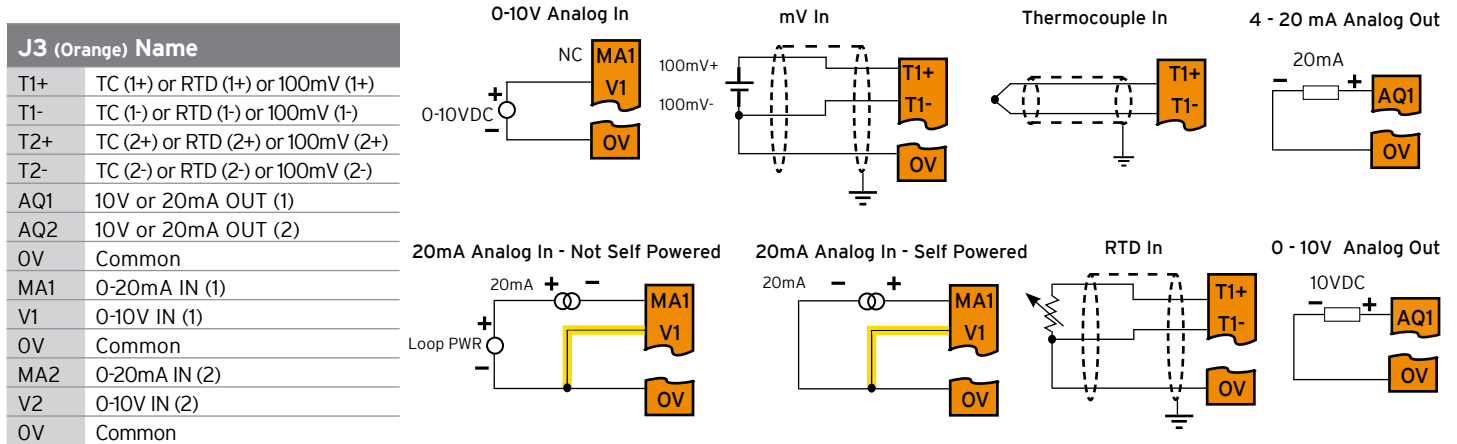 J3 (Orange) Name
T1+ TC (1+) or RTD (1+) or 100mV (1+)
T1- TC (1-) or RTD (1-) or 100mV (1-)
T2+ TC (2+) or RTD (2+) or 100mV (2+)
T2- TC (2-) or RTD (2-) or 100mV (2-)
AQ1 10V or 20mA OUT (1)
AQ2 10V or 20mA OUT (2)
0V Common
MA1 0-20mA IN (1)
V1 0-10V IN (1)
0V Common
MA2 0-20mA IN (2)
V2 0-10V IN (2)
0V Common
0-10V Analog In
NC MA1
V1
+
0-10VDC
−
0V
mV In
100mV+
T1+
100mV-
T1-
0V
Thermocouple In
T1+
T1-
4 - 20 mA Analog Out
20mA
− +
AQ1
0V
20mA Analog In - Not Self Powered
20mA + −
MA1
V1
+
Loop PWR
−
0V
20mA Analog In - Self Powered
20mA − +
MA1
V1
0V
RTD In
T1+
T1-
0V
0 - 10V Analog Out
10VDC
− +
AQ1
0V